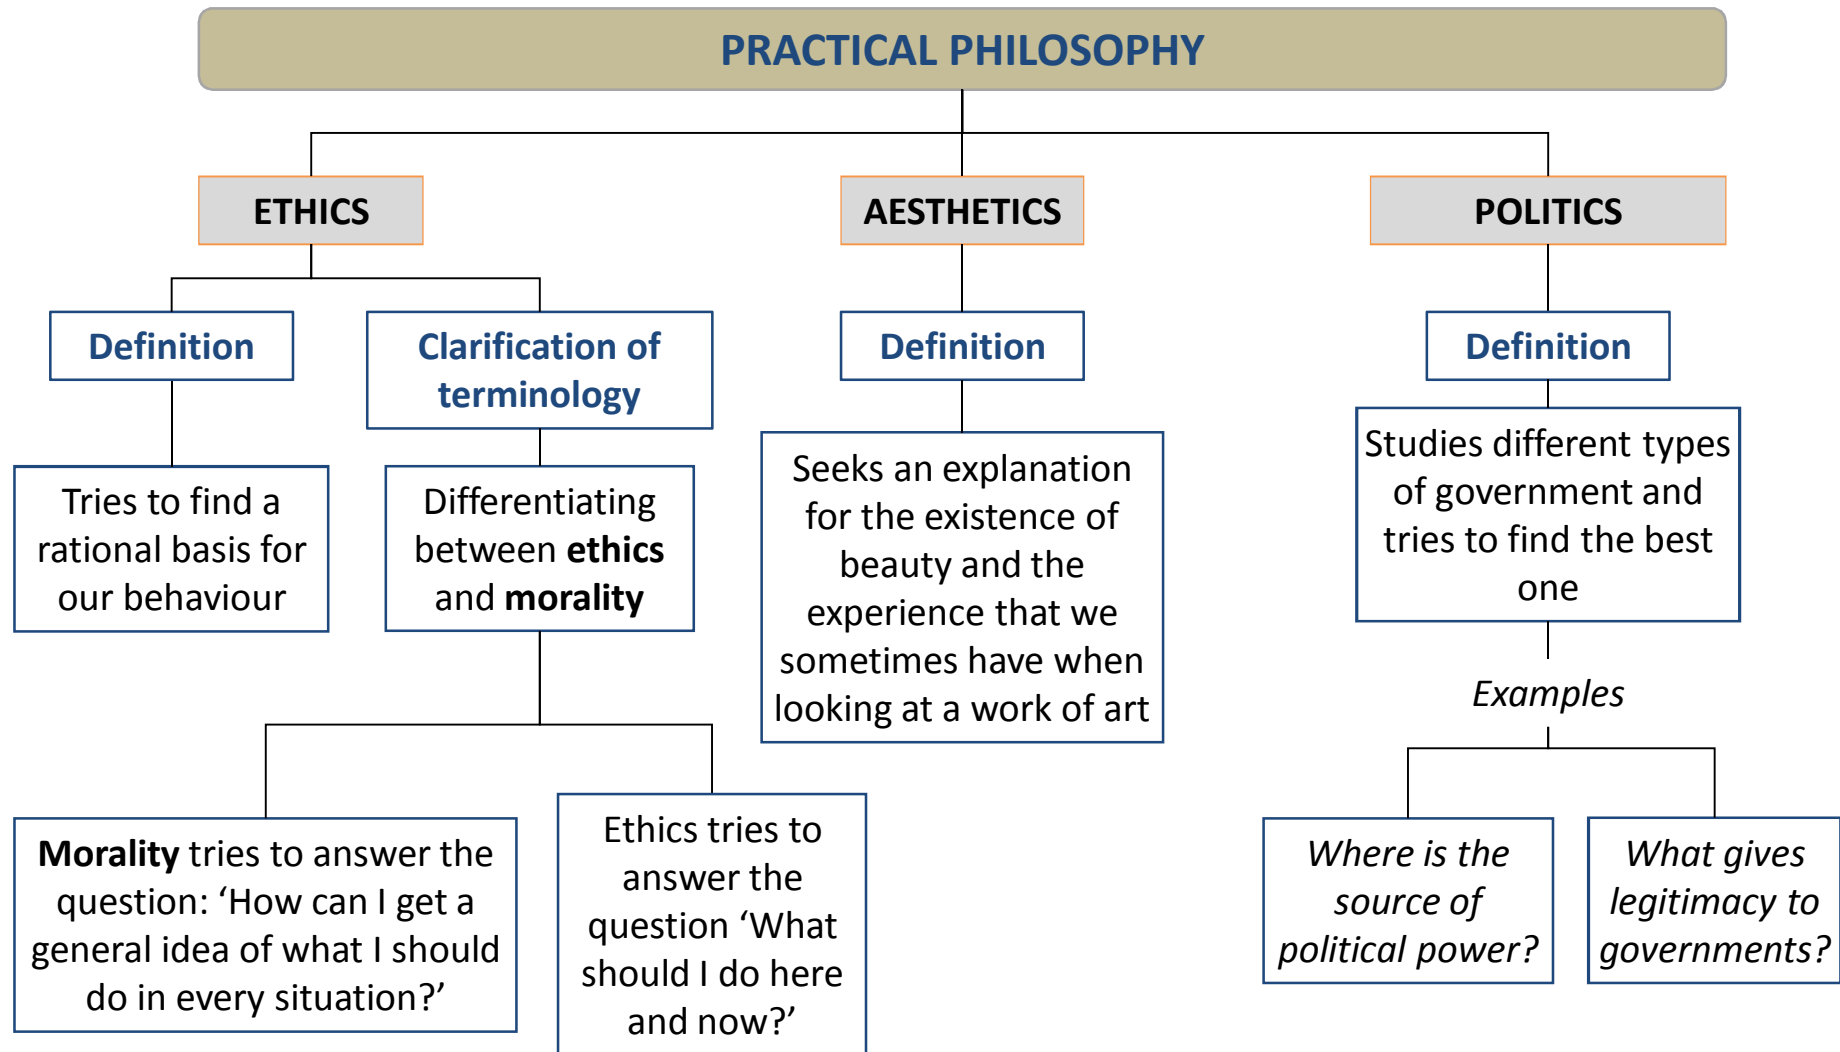 PRACTICAL PHILOSOPHY
ETHICS
AESTHETICS
POLITICS
Definition
Clarification of
terminology
Definition
Definition
Tries to find a
rational basis for
our behaviour
Differentiating
between ethics
and morality
Seeks an explanation
for the existence of
beauty and the
experience that we
sometimes have when
looking at a work of art
Studies different types
of government and
tries to find the best
one
Examples
Morality tries to answer the
question: ‘How can I get a
general idea of what I should
do in every situation?’
Ethics tries to
answer the
question ‘What
should I do here
and now?’
Where is the
source of
political power?
What gives
legitimacy to
governments?